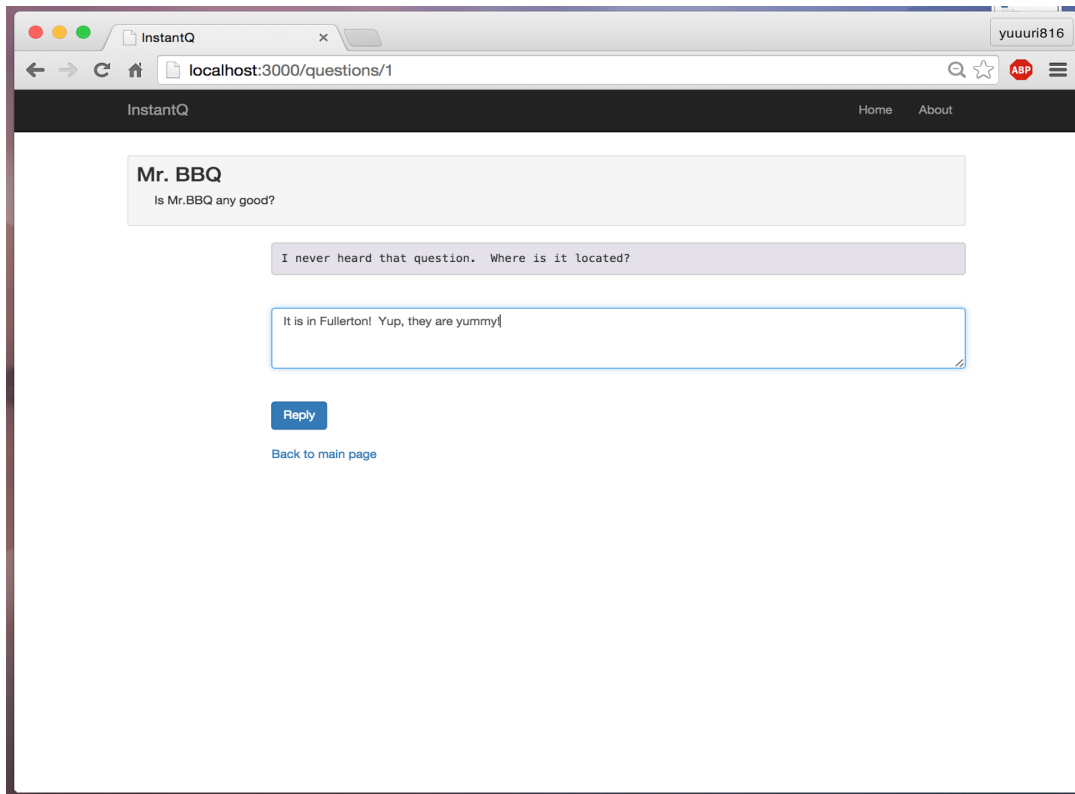 InstantQ
yuuuri816
localhost:3000/questions/1
ABP
InstantQ Home About
Mr. BBQ
Is Mr.BBQ any good?
I never heard that question.  Where is it located?
It is in Fullerton!  Yup, they are yummy!
Reply
Back to main page